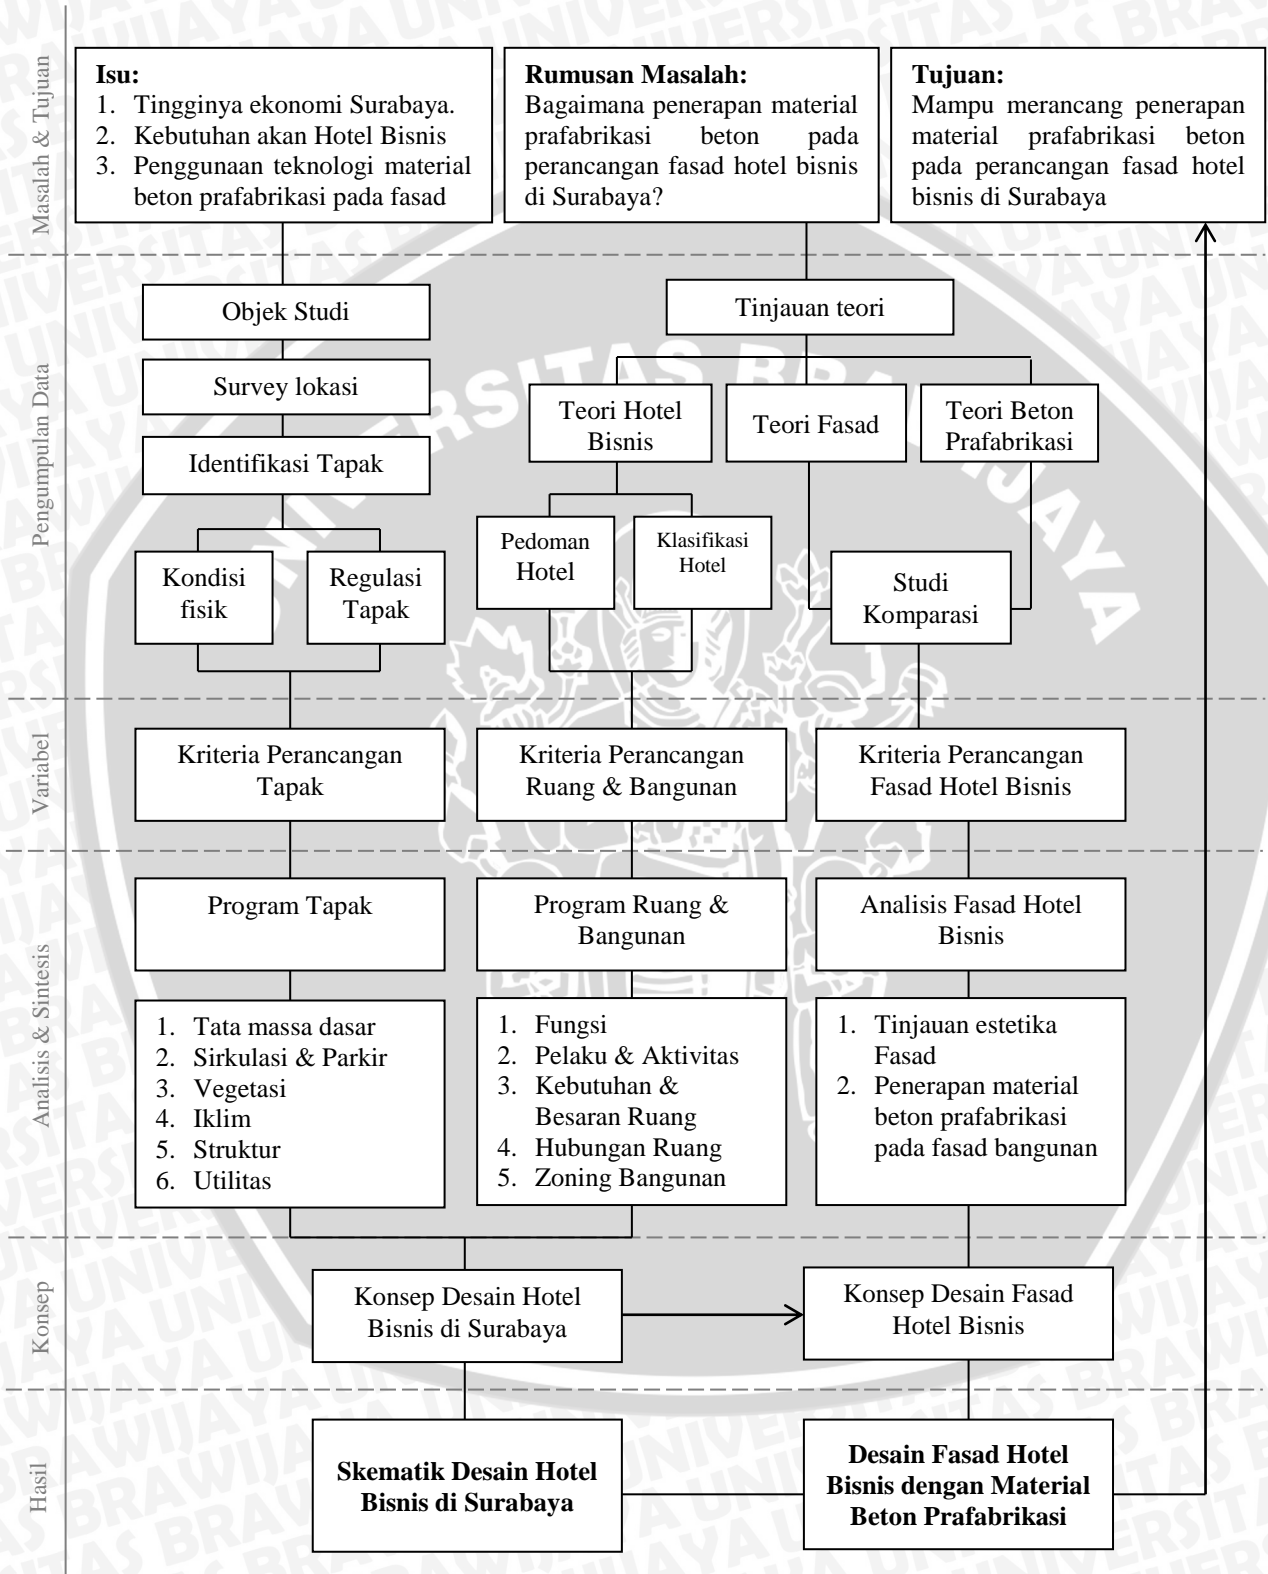 Masalah & Tujuan
Isu:
1. Tingginya ekonomi Surabaya.
2. Kebutuhan akan Hotel Bisnis
3. Penggunaan teknologi material
beton prafabrikasi pada fasad
Rumusan Masalah:
Bagaimana penerapan material
prafabrikasi beton pada
perancangan fasad hotel bisnis
di Surabaya?
Tujuan:
Mampu merancang penerapan
material prafabrikasi beton
pada perancangan fasad hotel
bisnis di Surabaya
Pengumpulan Data
Objek Studi
Survey lokasi
Identifikasi Tapak
Kondisi
fisik
Regulasi
Tapak
Tinjauan teori
Teori Hotel
Bisnis
Teori Fasad
Teori Beton
Prafabrikasi
Pedoman
Hotel
Klasifikasi
Hotel
Studi
Komparasi
Variabel
Kriteria Perancangan
Tapak
Kriteria Perancangan
Ruang & Bangunan
Kriteria Perancangan
Fasad Hotel Bisnis
Analisis & Sintesis
Program Tapak
Program Ruang &
Bangunan
Analisis Fasad Hotel
Bisnis
1. Tata massa dasar
2. Sirkulasi & Parkir
3. Vegetasi
4. Iklim
5. Struktur
6. Utilitas
1. Fungsi
2. Pelaku & Aktivitas
3. Kebutuhan &
Besaran Ruang
4. Hubungan Ruang
5. Zoning Bangunan
1. Tinjauan estetika
Fasad
2. Penerapan material
beton prafabrikasi
pada fasad bangunan
Konsep
Konsep Desain Hotel
Bisnis di Surabaya
Konsep Desain Fasad
Hotel Bisnis
Hasil
Skematik Desain Hotel
Bisnis di Surabaya
Desain Fasad Hotel
Bisnis dengan Material
Beton Prafabrikasi